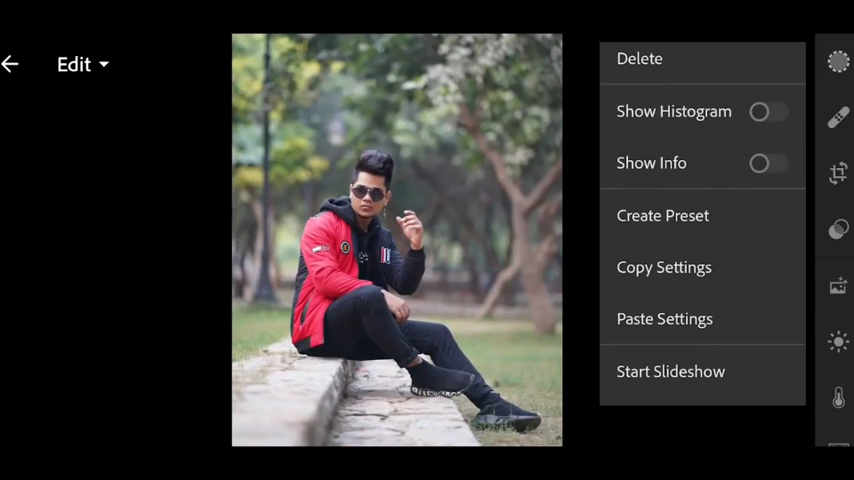 Edit
Delete
Show Histogram
Show Info
Create Preset
Copy Settings
Paste Settings
Start Slideshow